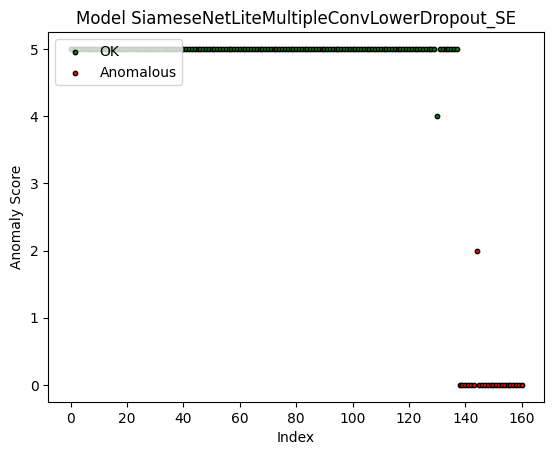 Model SiameseNetLiteMultipleConvLowerDropout_SE
OK
Anomalous
Anomaly Score
5
4
3
2
1
0
0 20 40 60 80 100 120 140 160
Index